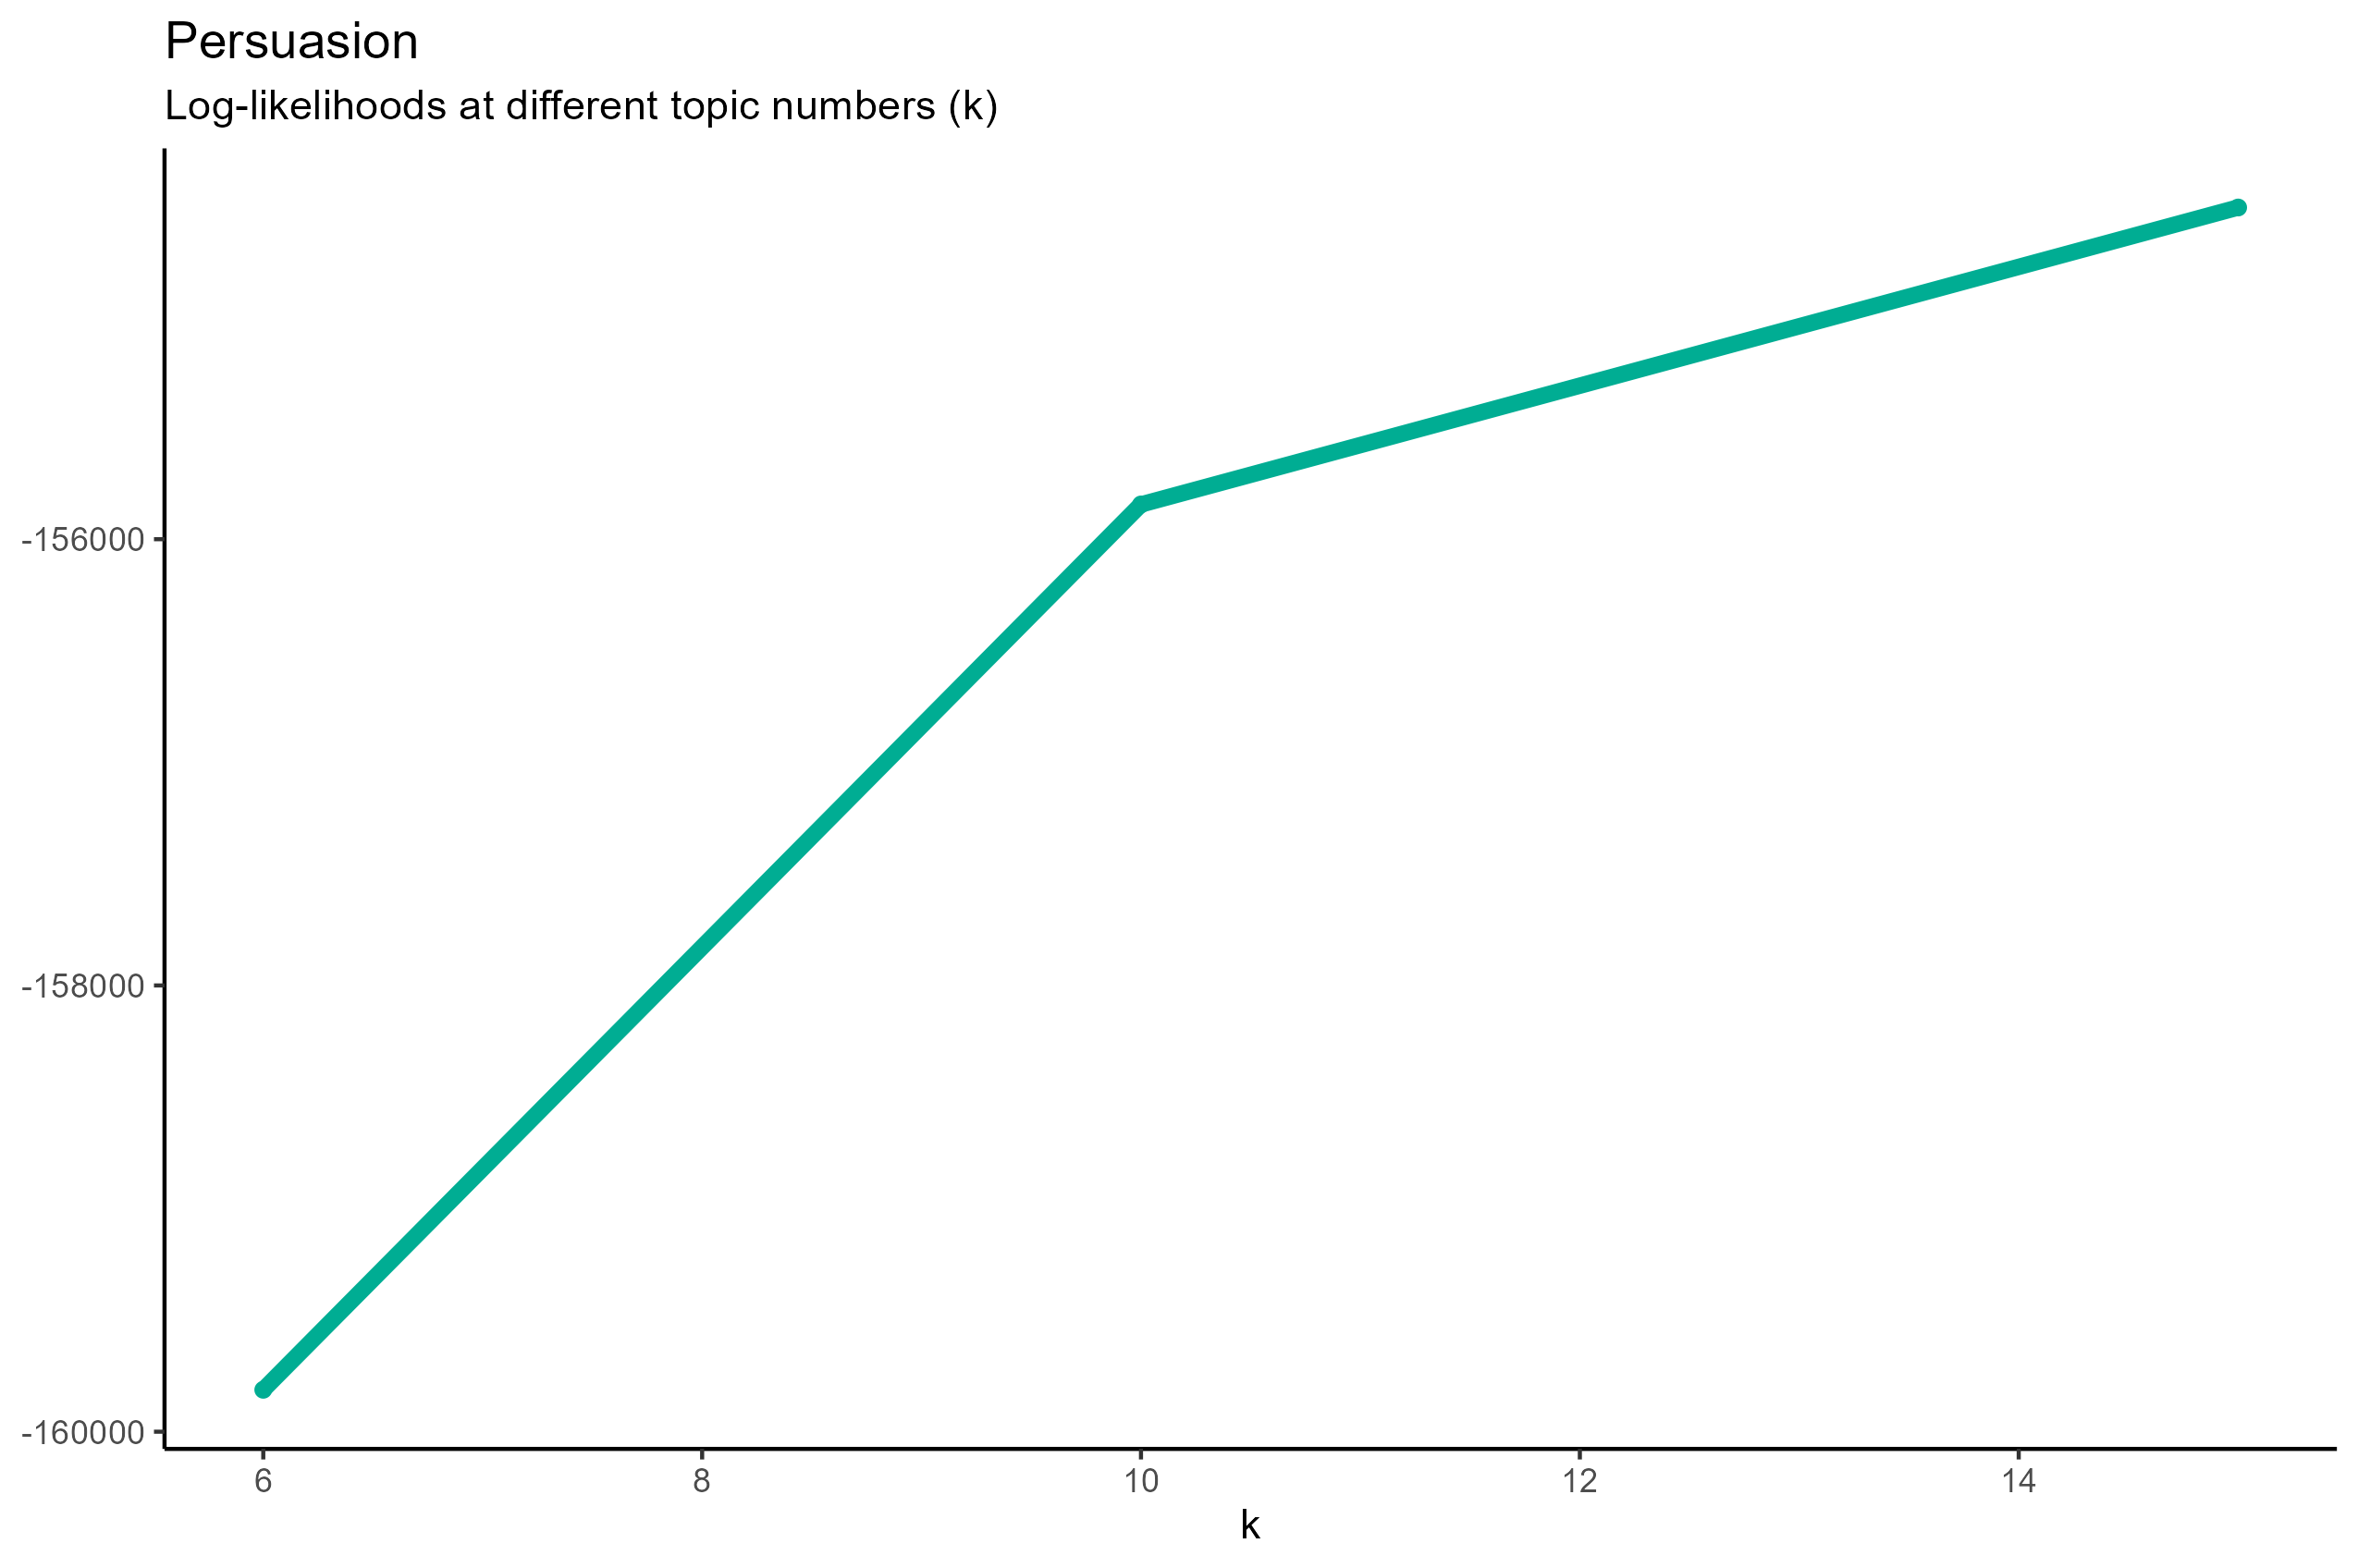 Persuasion
Log-likelihoods at different topic numbers (k)
-156000
-158000
-160000
6 8 10 12 14
k